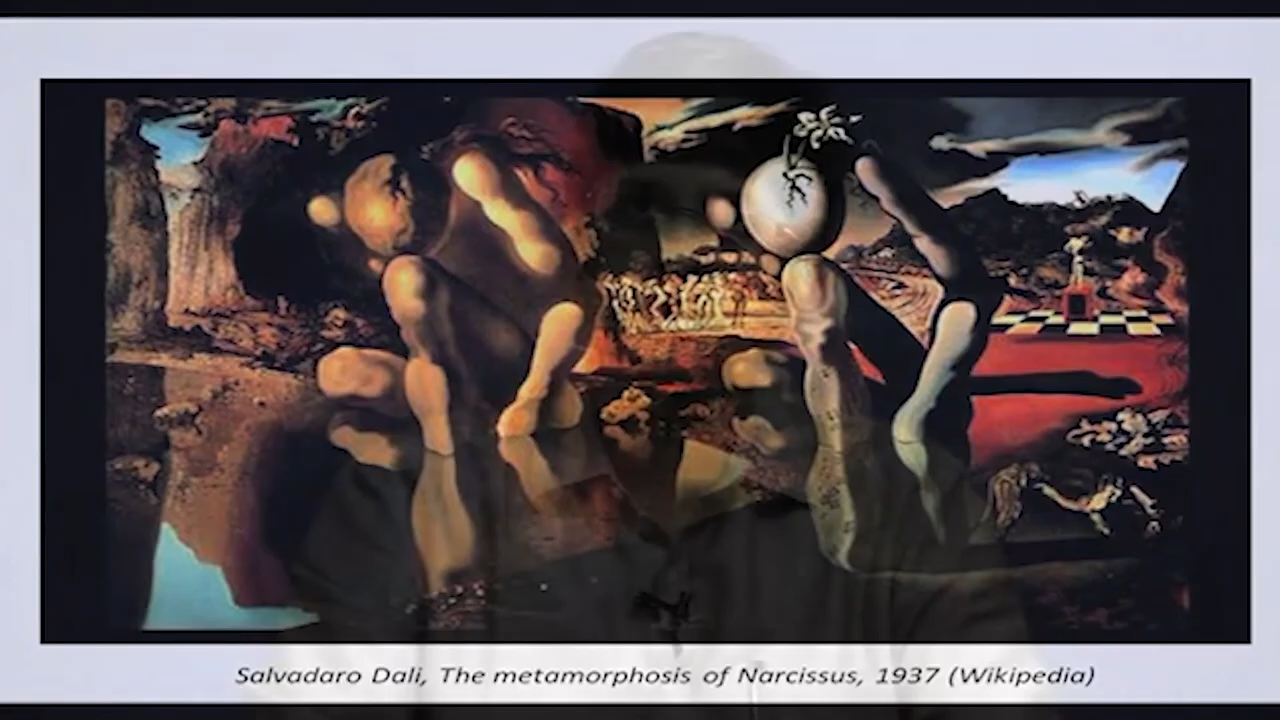 Salvadaro Dali, The metamorphosis of Narcissus, 1937 (Wikipedia)